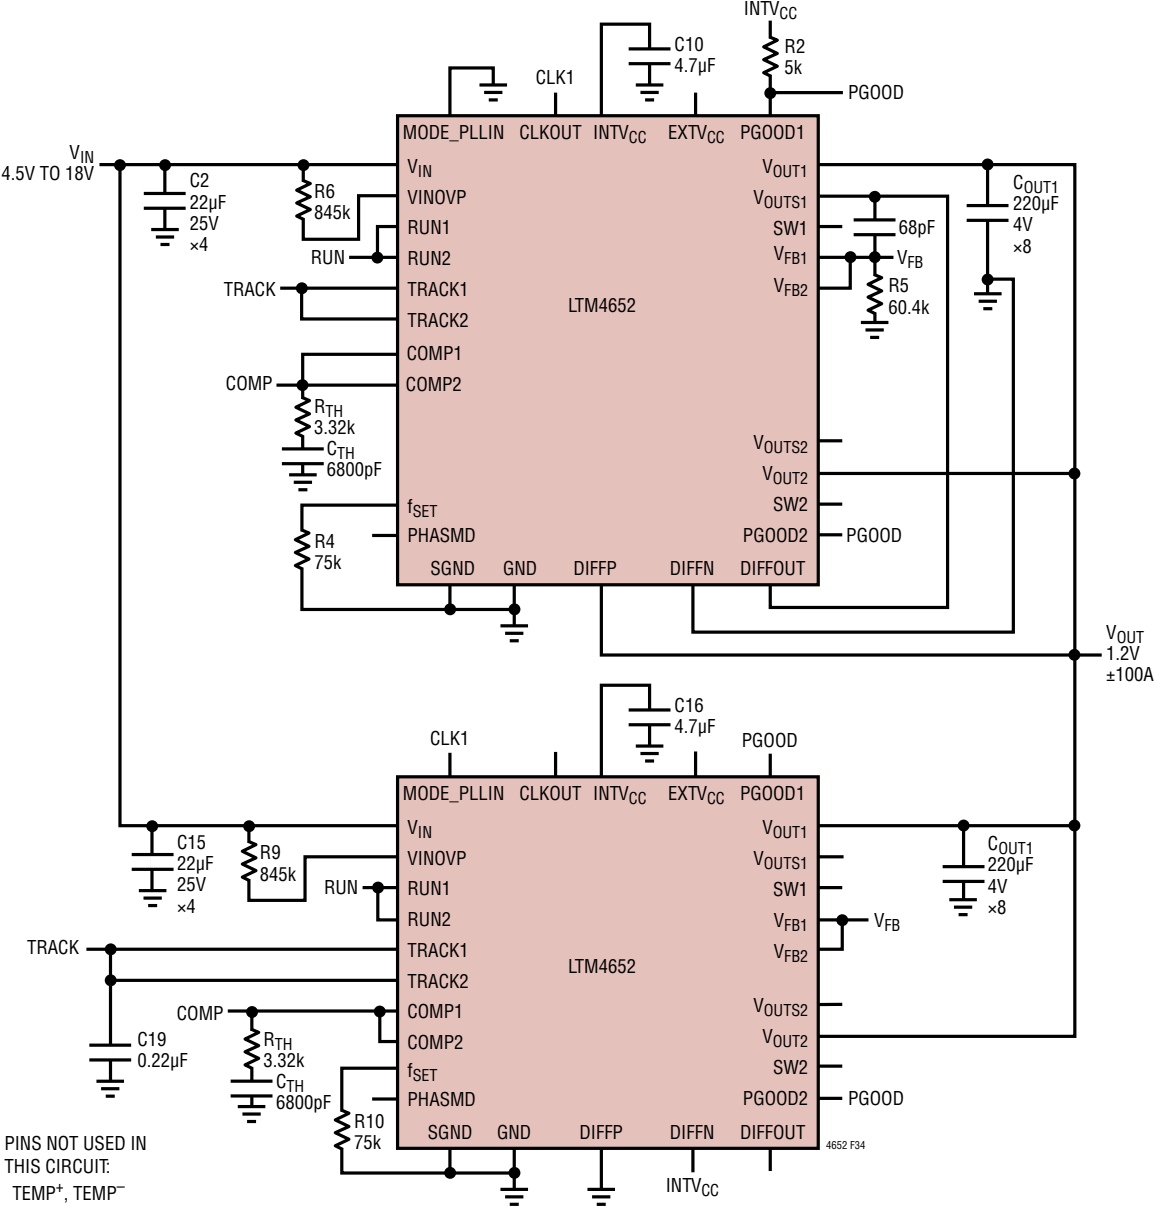 INTVCC
R2
5k
PGOOD
C10
4.7µF
CLK1
MODE_PLLIN CLKOUT INTVCC EXTVCC PGOOD1
VIN
4.5V TO 18V
C2
22µF
25V
×4
R6
845k
VIN
VINOVP
RUN1
RUN2
RUN
TRACK
TRACK1
TRACK2
COMP1
COMP2
COMP
RTH
3.32k
CTH
6800pF
fSET
PHASMD
R4
75k
SGND GND DIFFP DIFFN DIFFOUT
LTM4652
VOUT1
VOUTS1
SW1
VFB1
VFB2
68pF
VFB
R5
60.4k
COUT1
220µF
4V
×8
VOUTS2
VOUT2
SW2
PGOOD2
PGOOD
VOUT
1.2V
±100A
C16
4.7µF
CLK1
PGOOD
MODE_PLLIN CLKOUT INTVCC EXTVCC PGOOD1
C15
22µF
25V
×4
R9
845k
VIN
VINOVP
RUN
RUN1
RUN2
TRACK
TRACK1
TRACK2
C19
0.22µF
COMP
COMP1
COMP2
RTH
3.32k
CTH
6800pF
fSET
PHASMD
R10
75k
SGND GND DIFFP DIFFN DIFFOUT
LTM4652
VOUT1
VOUTS1
SW1
VFB1
VFB2
VFB
COUT1
220µF
4V
×8
VOUTS2
VOUT2
SW2
PGOOD2
PGOOD
4652 F34
INTVCC
PINS NOT USED IN
THIS CIRCUIT:
TEMP+, TEMP–